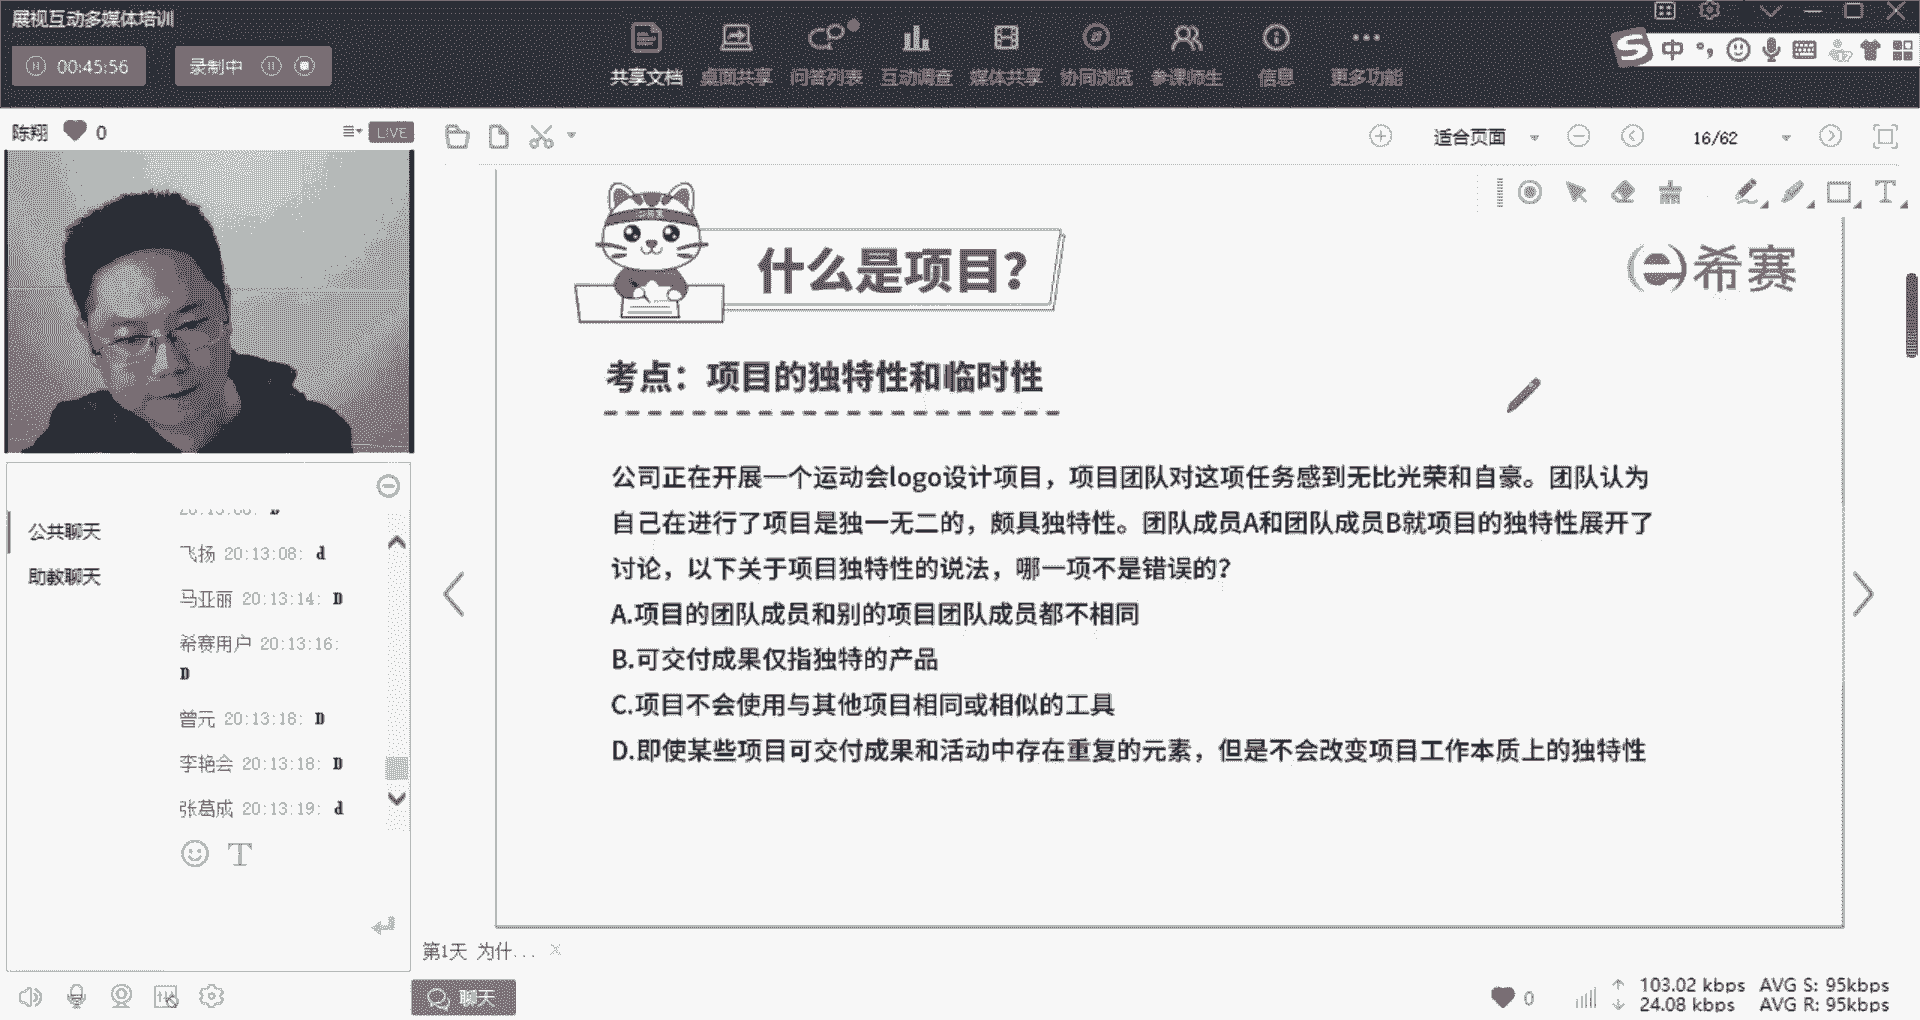 展视互动多媒体培训
00:45:56
录制中
共享文档 桌面共享 问答列表 互动调查 媒体共享 协同浏览 参课师生 信息 更多功能
中
陈翔 0
LIVE
适合页面
16/62
什么是项目？
希赛
考点：项目的独特性和临时性
公司正在开展一个运动会logo设计项目，项目团队对这项任务感到无比光荣和自豪。团队认为
自己在进行了项目是独一无二的，颇具独特性。团队成员A和团队成员B就项目的独特性展开了
讨论，以下关于项目独特性的说法，哪一项不是错误的？
A.项目的团队成员和别的项目团队成员都不相同
B.可交付成果仅指独特的产品
C.项目不会使用与其他项目相同或相似的工具
D.即使某些项目可交付成果和活动中存在重复的元素，但是不会改变项目工作本质上的独特性
公共聊天
助教聊天
飞扬 20:13:08: d
马亚丽 20:13:14: D
希赛用户 20:13:16:
D
曾元 20:13:18: D
李艳会 20:13:18: D
张葛成 20:13:19: d
第1天 为什...
聊天
0
103.02 kbps AVG S: 95kbps
24.08 kbps AVG R: 95kbps